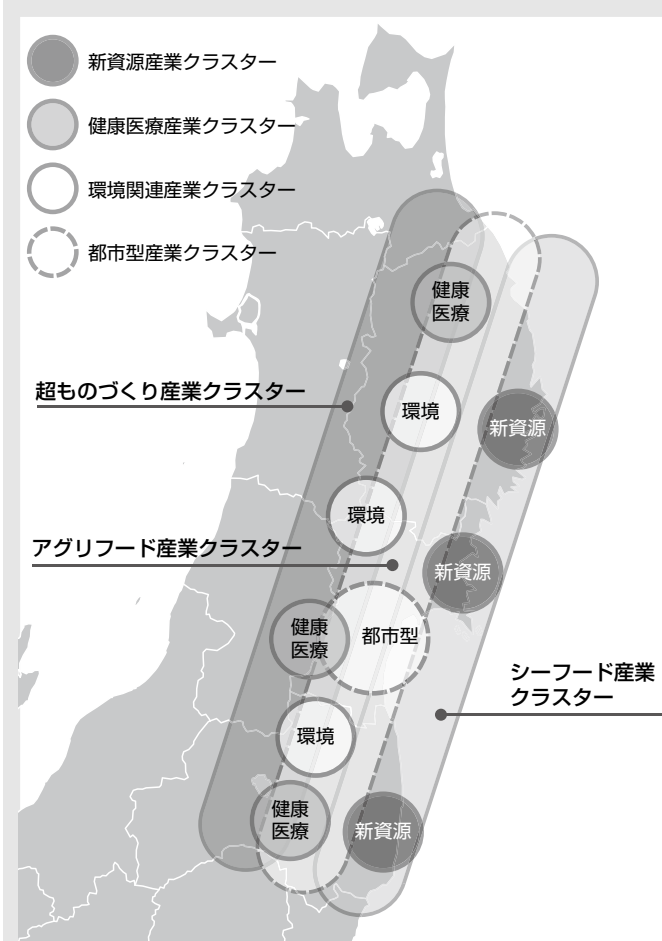 新資源産業クラスター
健康医療産業クラスター
環境関連産業クラスター
都市型産業クラスター
健康
医療
超ものづくり産業クラスター
環境
新資源
環境
アグリフード産業クラスター
新資源
健康
医療
都市型
シーフード産業
クラスター
環境
健康
医療
新資源